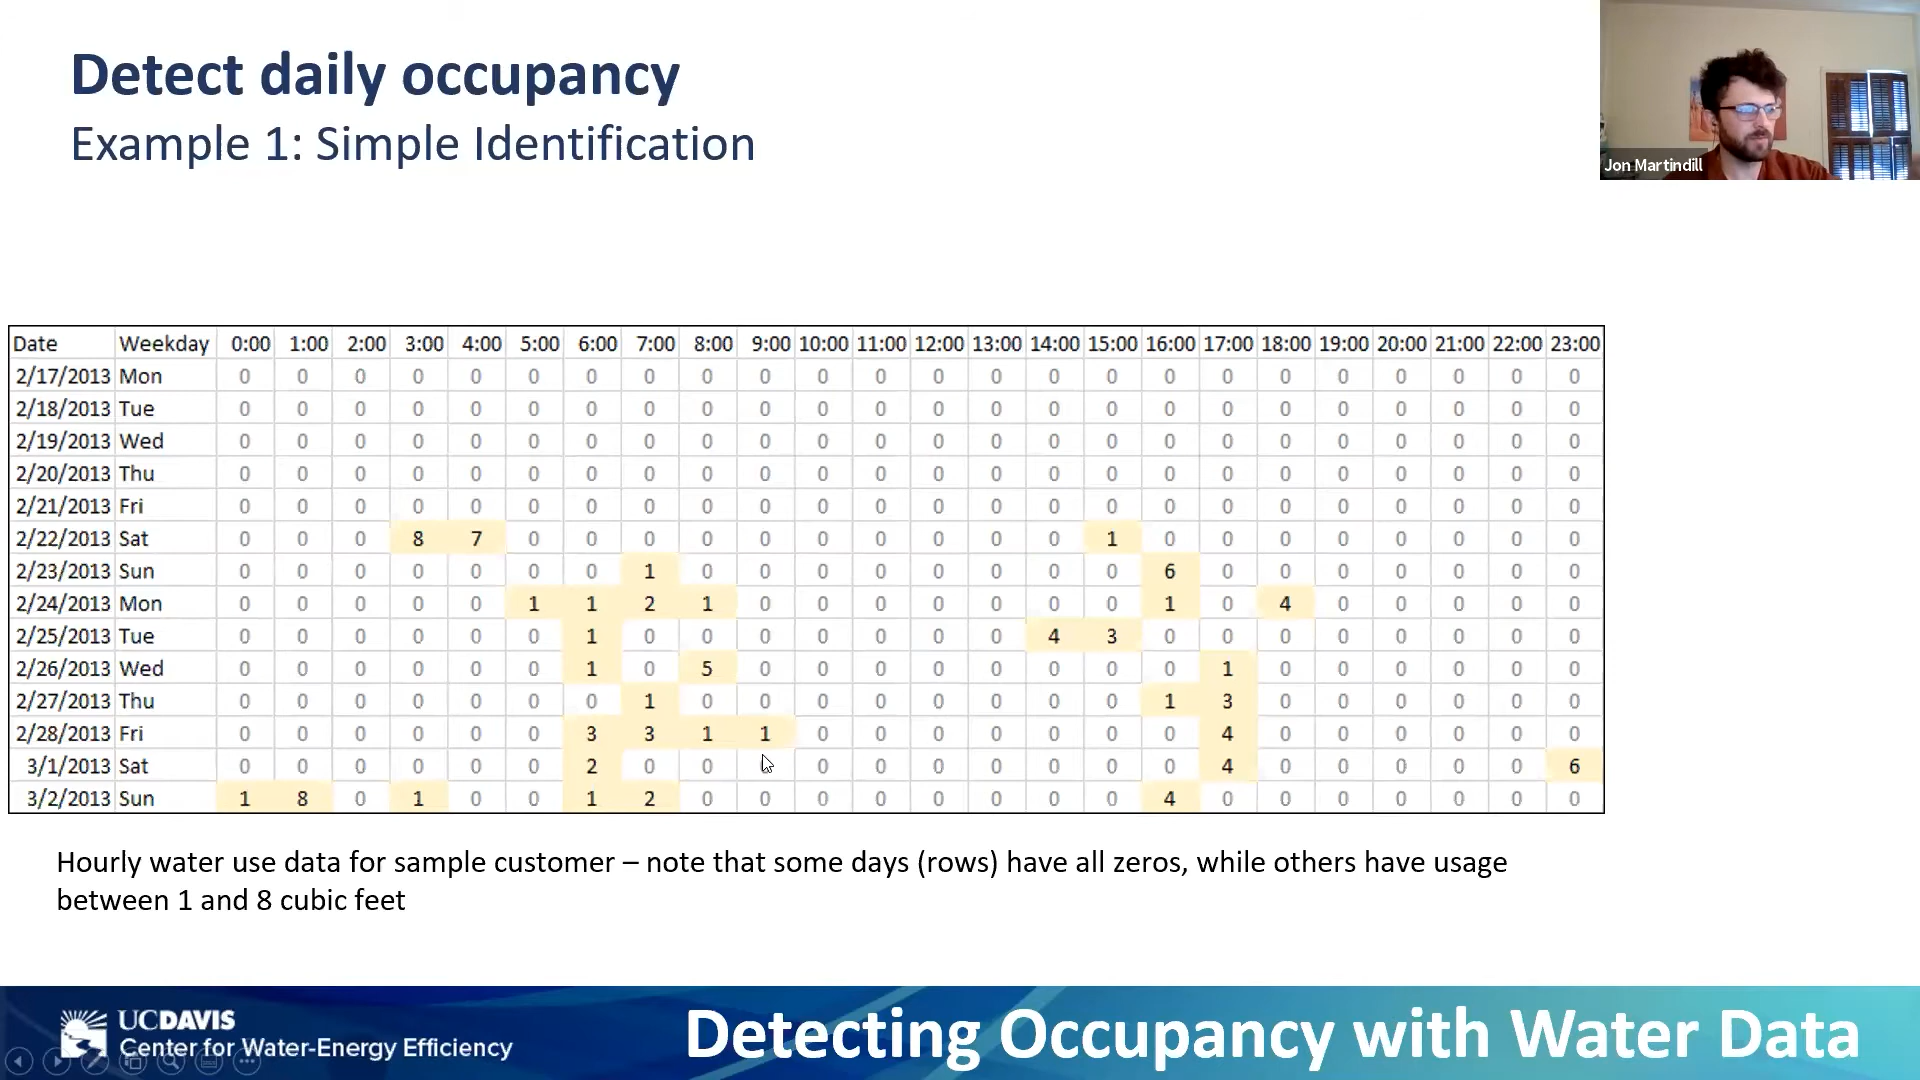 Detect daily occupancy
Example 1: Simple Identification
Jon Martindill
Date Weekday 0:00 1:00 2:00 3:00 4:00 5:00 6:00 7:00 8:00 9:00 10:00 11:00 12:00 13:00 14:00 15:00 16:00 17:00 18:00 19:00 20:00 21:00 22:00 23:00
2/17/2013 Mon 0 0 0 0 0 0 0 0 0 0 0 0 0 0 0 0 0 0 0 0 0 0 0 0
2/18/2013 Tue 0 0 0 0 0 0 0 0 0 0 0 0 0 0 0 0 0 0 0 0 0 0 0 0
2/19/2013 Wed 0 0 0 0 0 0 0 0 0 0 0 0 0 0 0 0 0 0 0 0 0 0 0 0
2/20/2013 Thu 0 0 0 0 0 0 0 0 0 0 0 0 0 0 0 0 0 0 0 0 0 0 0 0
2/21/2013 Fri 0 0 0 0 0 0 0 0 0 0 0 0 0 0 0 0 0 0 0 0 0 0 0 0
2/22/2013 Sat 0 0 0 8 7 0 0 0 0 0 0 0 0 0 0 1 0 0 0 0 0 0 0 0
2/23/2013 Sun 0 0 0 0 0 0 0 1 0 0 0 0 0 0 0 0 6 0 0 0 0 0 0 0
2/24/2013 Mon 0 0 0 0 0 1 1 2 1 0 0 0 0 0 0 0 1 0 4 0 0 0 0 0
2/25/2013 Tue 0 0 0 0 0 0 1 0 0 0 0 0 0 0 4 3 0 0 0 0 0 0 0 0
2/26/2013 Wed 0 0 0 0 0 0 1 0 5 0 0 0 0 0 0 0 0 1 0 0 0 0 0 0
2/27/2013 Thu 0 0 0 0 0 0 0 1 0 0 0 0 0 0 0 0 1 3 0 0 0 0 0 0
2/28/2013 Fri 0 0 0 0 0 0 3 3 1 1 0 0 0 0 0 0 0 4 0 0 0 0 0 0
3/1/2013 Sat 0 0 0 0 0 0 2 0 0 0 0 0 0 0 0 0 0 4 0 0 0 0 0 6
3/2/2013 Sun 1 8 0 1 0 0 1 2 0 0 0 0 0 0 0 0 4 0 0 0 0 0 0 0
Hourly water use data for sample customer – note that some days (rows) have all zeros, while others have usage
between 1 and 8 cubic feet
UCDAVIS
Center for Water-Energy Efficiency
Detecting Occupancy with Water Data